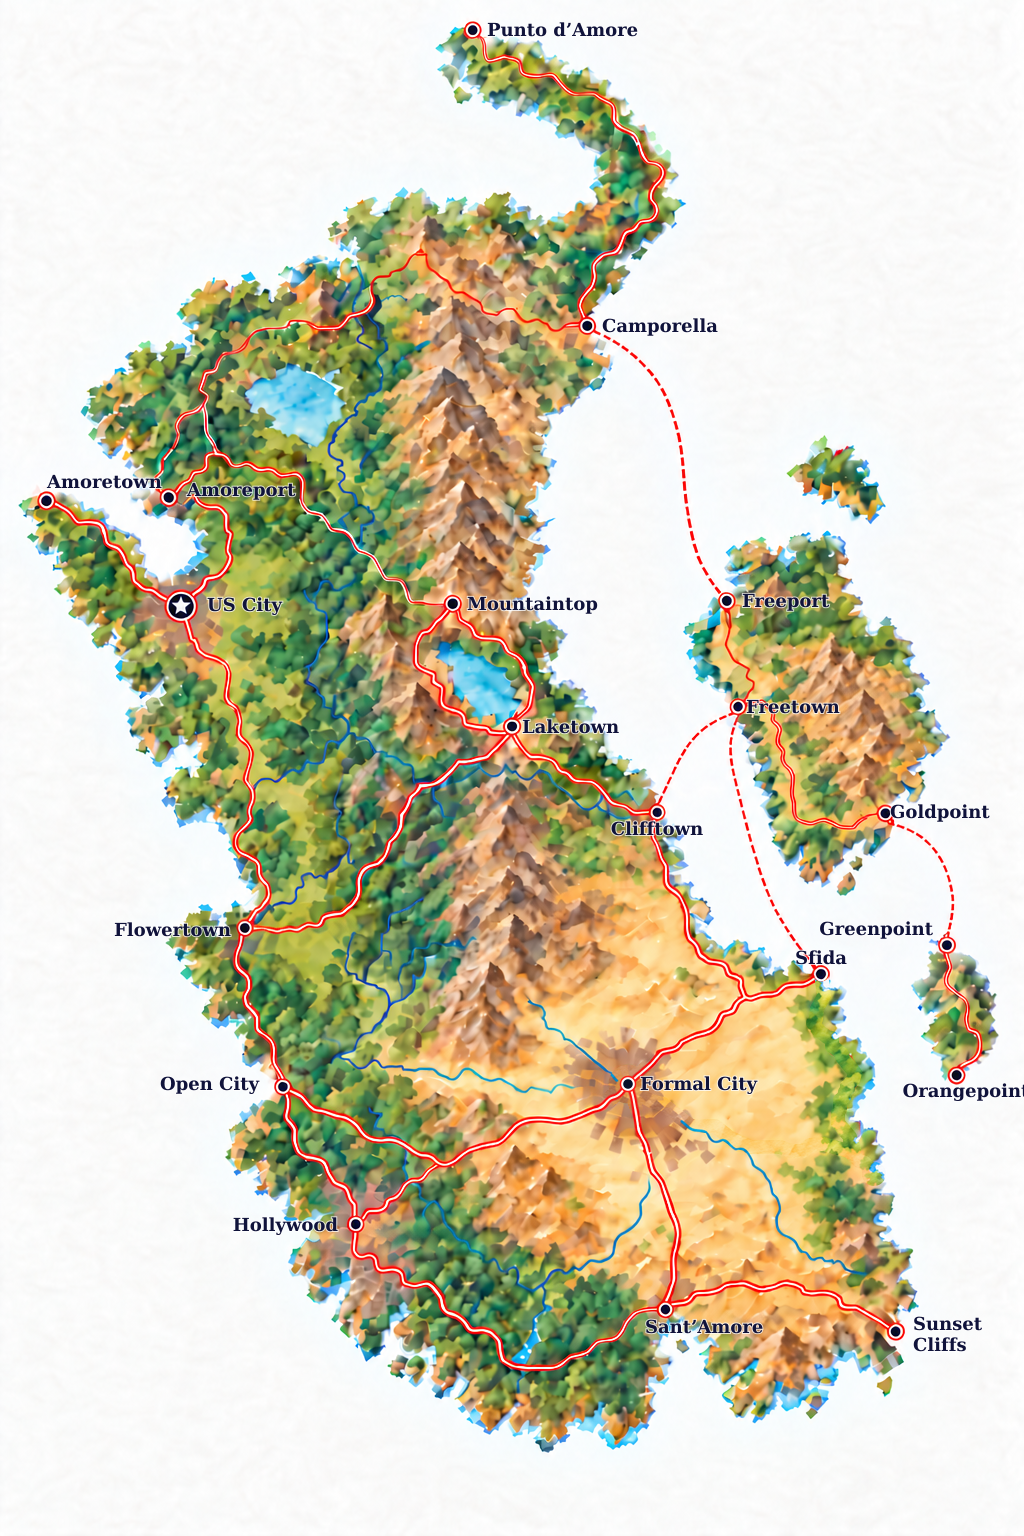 Punto d’Amore
Camporella
Amoretown
Amoreport
US City
Mountaintop
Freeport
Freetown
Laketown
Clifftown
Goldpoint
Flowertown
Greenpoint
Sfida
Open City
Formal City
Orangepoint
Hollywood
Sant’Amore
Sunset
Cliffs